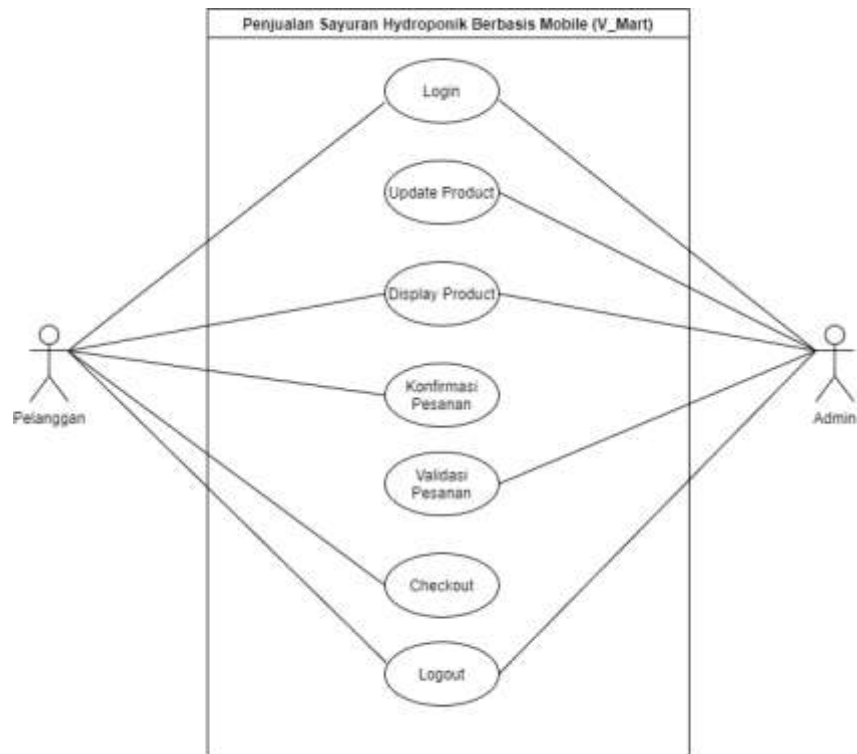 Penjualan Sayuran Hydroponik Berbasis Mobile (V_Mart)
Login
Update Product
Display Product
Konfirmasi
Pesanan
Pelanggan
Admin
Validasi
Pesanan
Checkout
Logout